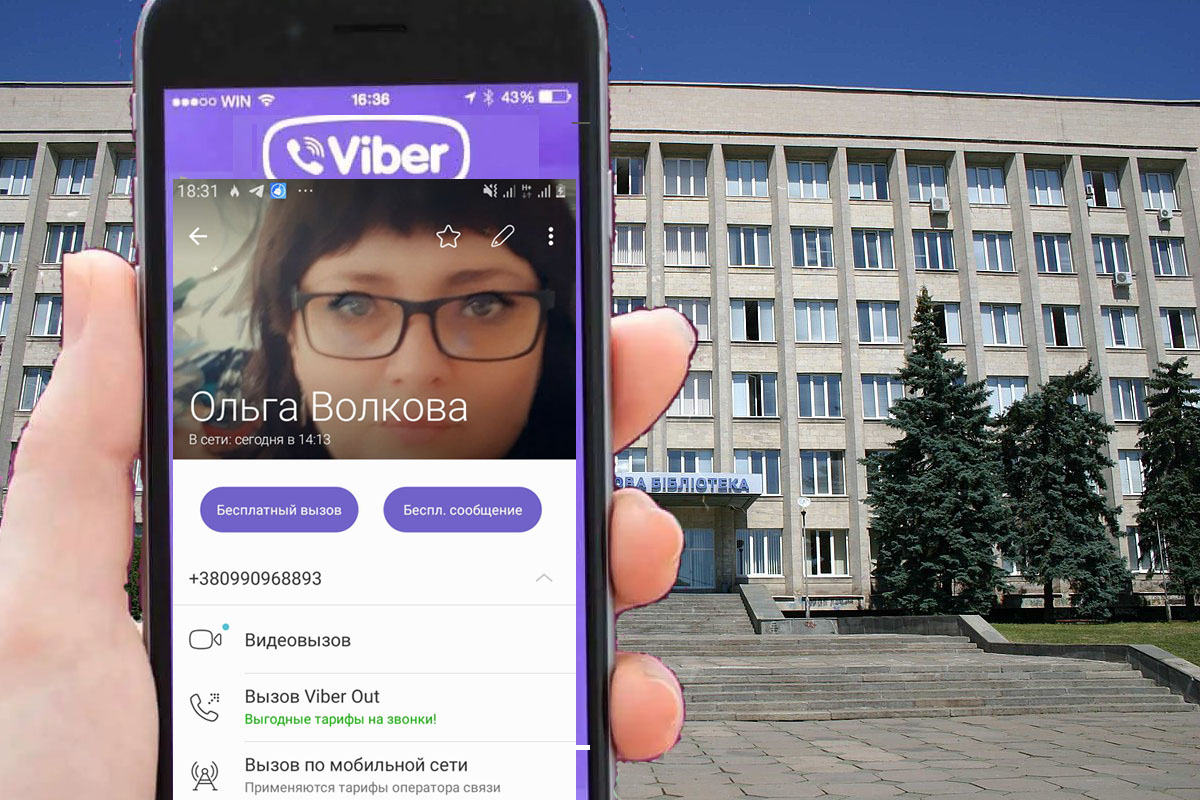 WIN 16:36 43%
Viber
18:31 ... H+
Ольга Волкова
В сети: сегодня в 14:13
Бесплатный вызов Беспл. сообщение
+380990968893
Видеовызов
Вызов Viber Out
Выгодные тарифы на звонки!
Вызов по мобильной сети
Применяются тарифы оператора связи
БІБЛІОТЕКА